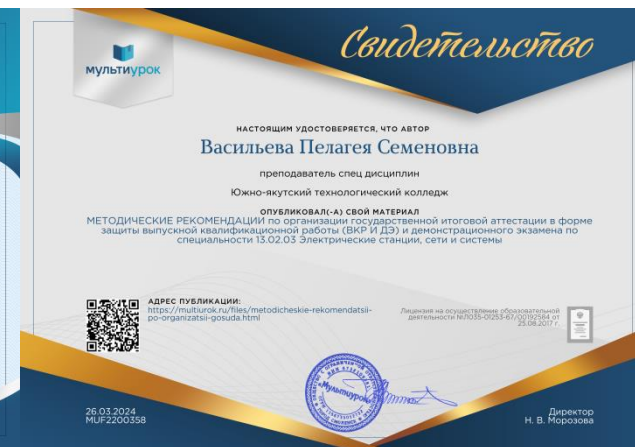 Свидетельство
мультиурок
НАСТОЯЩИМ УДОСТОВЕРЯЕТСЯ, ЧТО АВТОР
Васильева Пелагея Семеновна
преподаватель спец дисциплин
Южно-якутский технологический колледж
ОПУБЛИКОВАЛ(-А) СВОЙ МАТЕРИАЛ
МЕТОДИЧЕСКИЕ РЕКОМЕНДАЦИИ по организации государственной итоговой аттестации в форме
защиты выпускной квалификационной работы (ВКР И ДЭ) и демонстрационного экзамена по
специальности 13.02.03 Электрические станции, сети и системы
АДРЕС ПУБЛИКАЦИИ:
https://multiurok.ru/files/metodicheskie-rekomendatsii-
po-organizatsii-gosuda.html
Лицензия на осуществление образовательной
деятельности №Л035-01253-67/00192584 от
25.08.2017 г.
Мультиурок
26.03.2024
MUF2200358
Директор
Н. В. Морозова